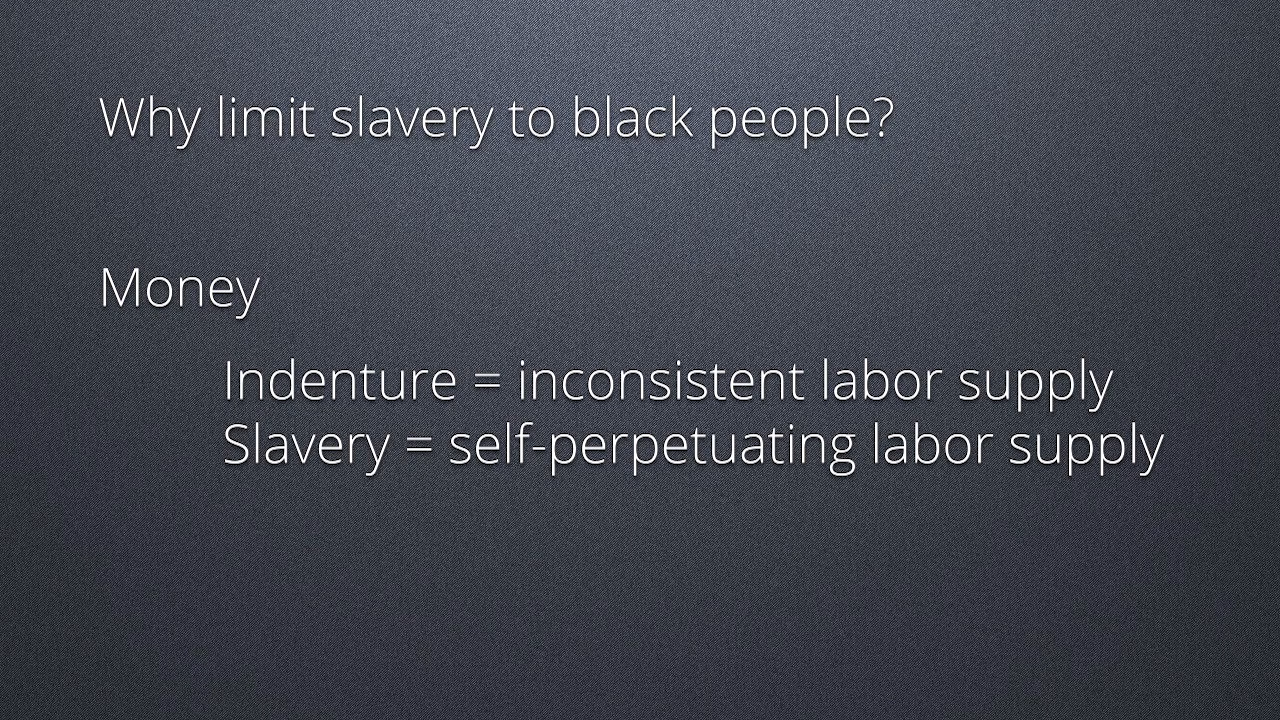 Why limit slavery to black people?
Money
Indenture = inconsistent labor supply
Slavery = self-perpetuating labor supply